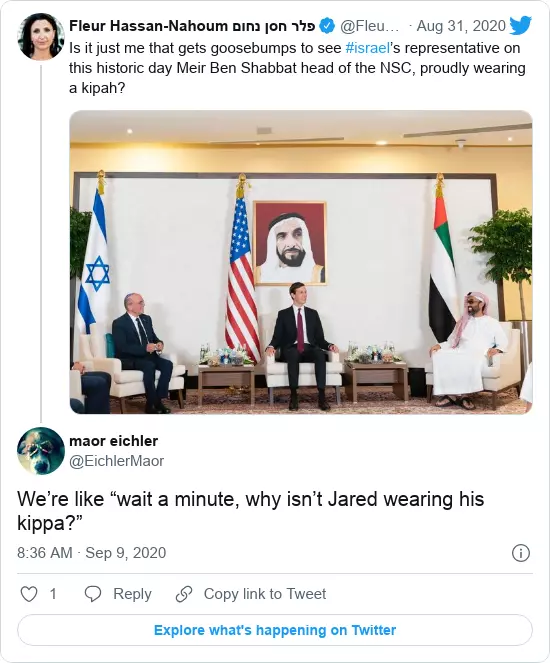 Fleur Hassan-Nahoum פלר חסן נחום @Fleu... · Aug 31, 2020
Is it just me that gets goosebumps to see #israel's representative on
this historic day Meir Ben Shabbat head of the NSC, proudly wearing
a kipah?
maor eichler
@EichlerMaor
We're like “wait a minute, why isn't Jared wearing his
kippa?”
8:36 AM · Sep 9, 2020
1 Reply Copy link to Tweet
Explore what's happening on Twitter